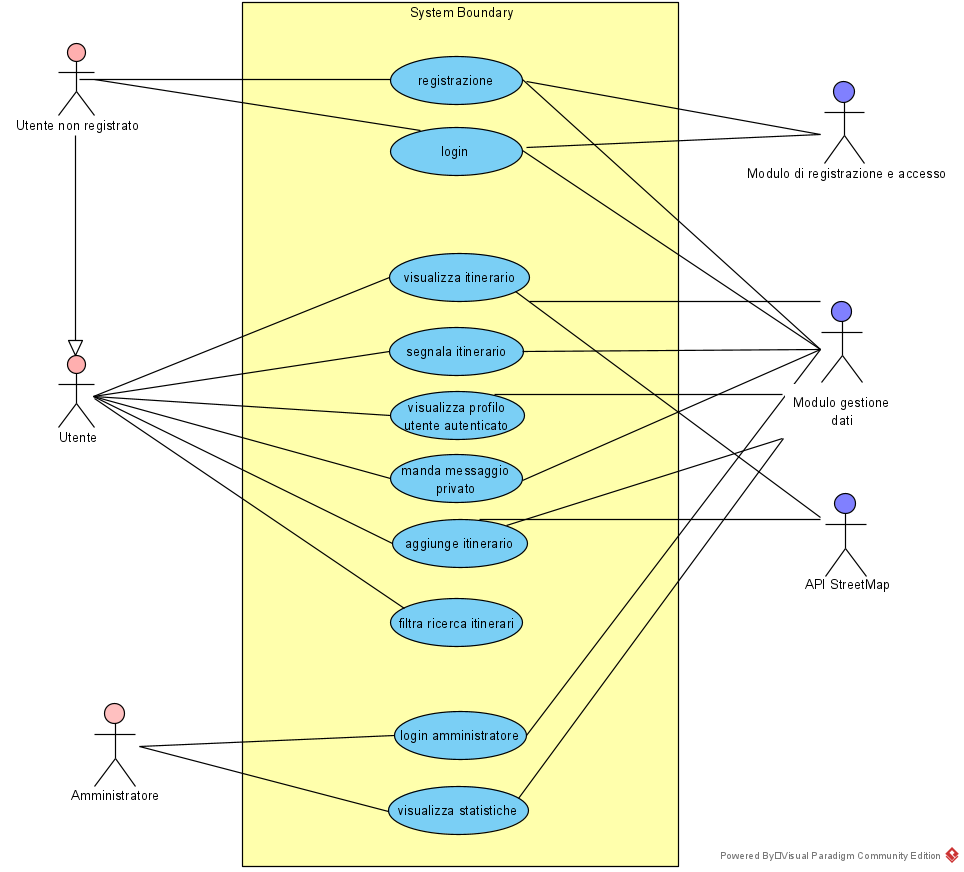 System Boundary
registrazione
Utente non registrato
login
Modulo di registrazione e accesso
visualizza itinerario
segnala itinerario
visualizza profilo
utente autenticato
Modulo gestione
dati
Utente
manda messaggio
privato
aggiunge itinerario
API StreetMap
filtra ricerca itinerari
login amministratore
Amministratore
visualizza statistiche
Powered By□Visual Paradigm Community Edition